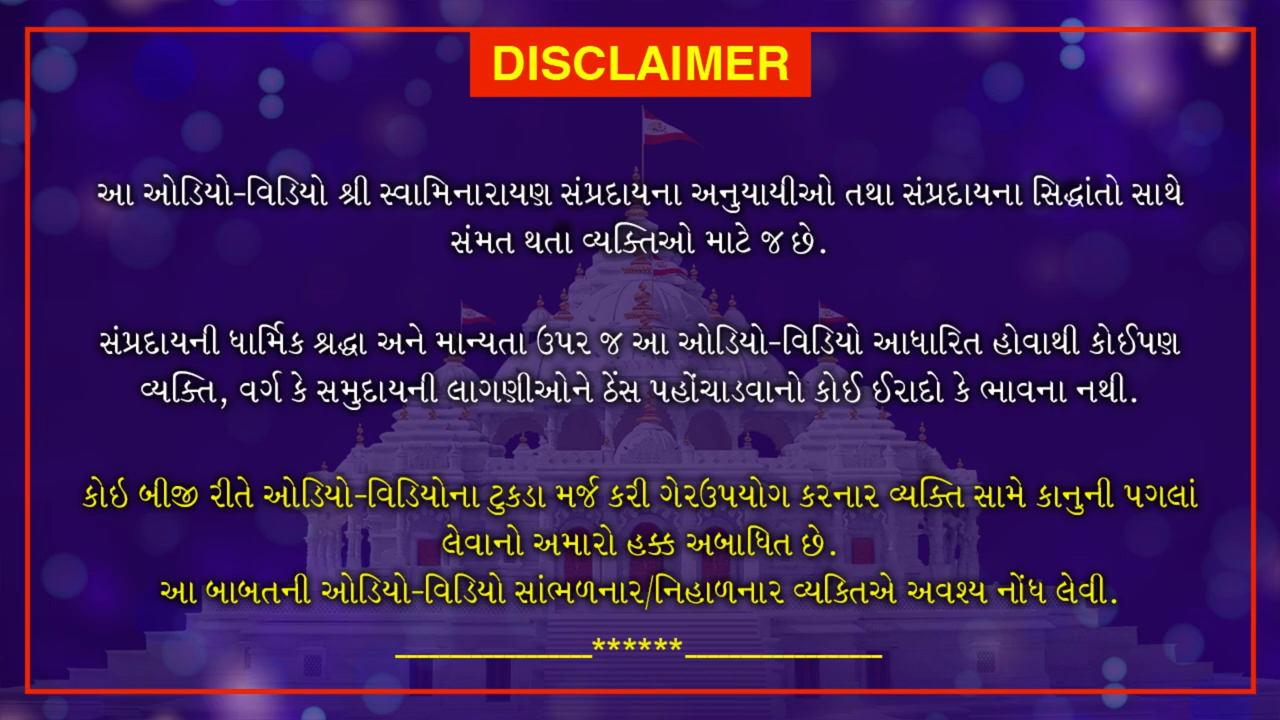 DISCLAIMER
આ ઓડિયો-વિડિયો શ્રી સ્વામિનારાયણ સંપ્રદાયના અનુયાયીઓ તથા સંપ્રદાયના સિદ્ધાંતો સાથે
સંમત થતા વ્યક્તિઓ માટે જ છે.
સંપ્રદાયની ધાર્મિક શ્રદ્ધા અને માન્યતા ઉપર જ આ ઓડિયો-વિડિયો આધારિત હોવાથી કોઈપણ
વ્યક્તિ, વર્ગ કે સમુદાયની લાગણીઓને ઠેંસ પહોંચાડવાનો કોઈ ઈરાદો કે ભાવના નથી.
કોઇ બીજી રીતે ઓડિયો-વિડિયોના ટુકડા મર્જ કરી ગેરઉપયોગ કરનાર વ્યક્તિ સામે કાનુની પગલાં
લેવાનો અમારો હક્ક અબાધિત છે.
આ બાબતની ઓડિયો-વિડિયો સાંભળનાર/નિહાળનાર વ્યકિતએ અવશ્ય નોંધ લેવી.
________________******________________